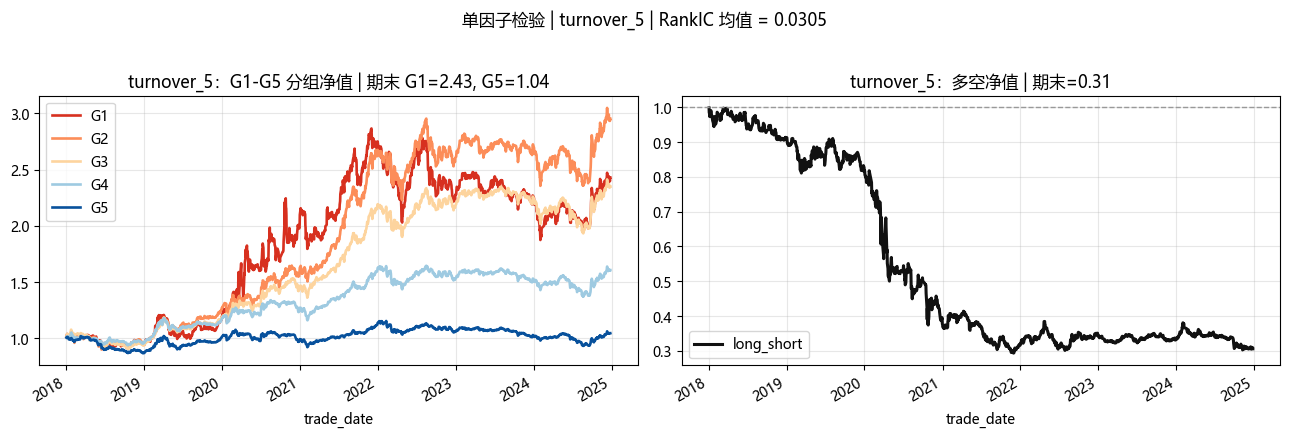 单因子检验 | turnover_5 | RankIC 均值 = 0.0305
turnover_5：G1-G5 分组净值 | 期末 G1=2.43, G5=1.04
G1
G2
G3
G4
G5
3.0
2.5
2.0
1.5
1.0
2018
2019
2020
2021
2022
2023
2024
2025
trade_date
turnover_5：多空净值 | 期末=0.31
1.0
0.9
0.8
0.7
0.6
0.5
0.4
0.3
long_short
2018
2019
2020
2021
2022
2023
2024
2025
trade_date